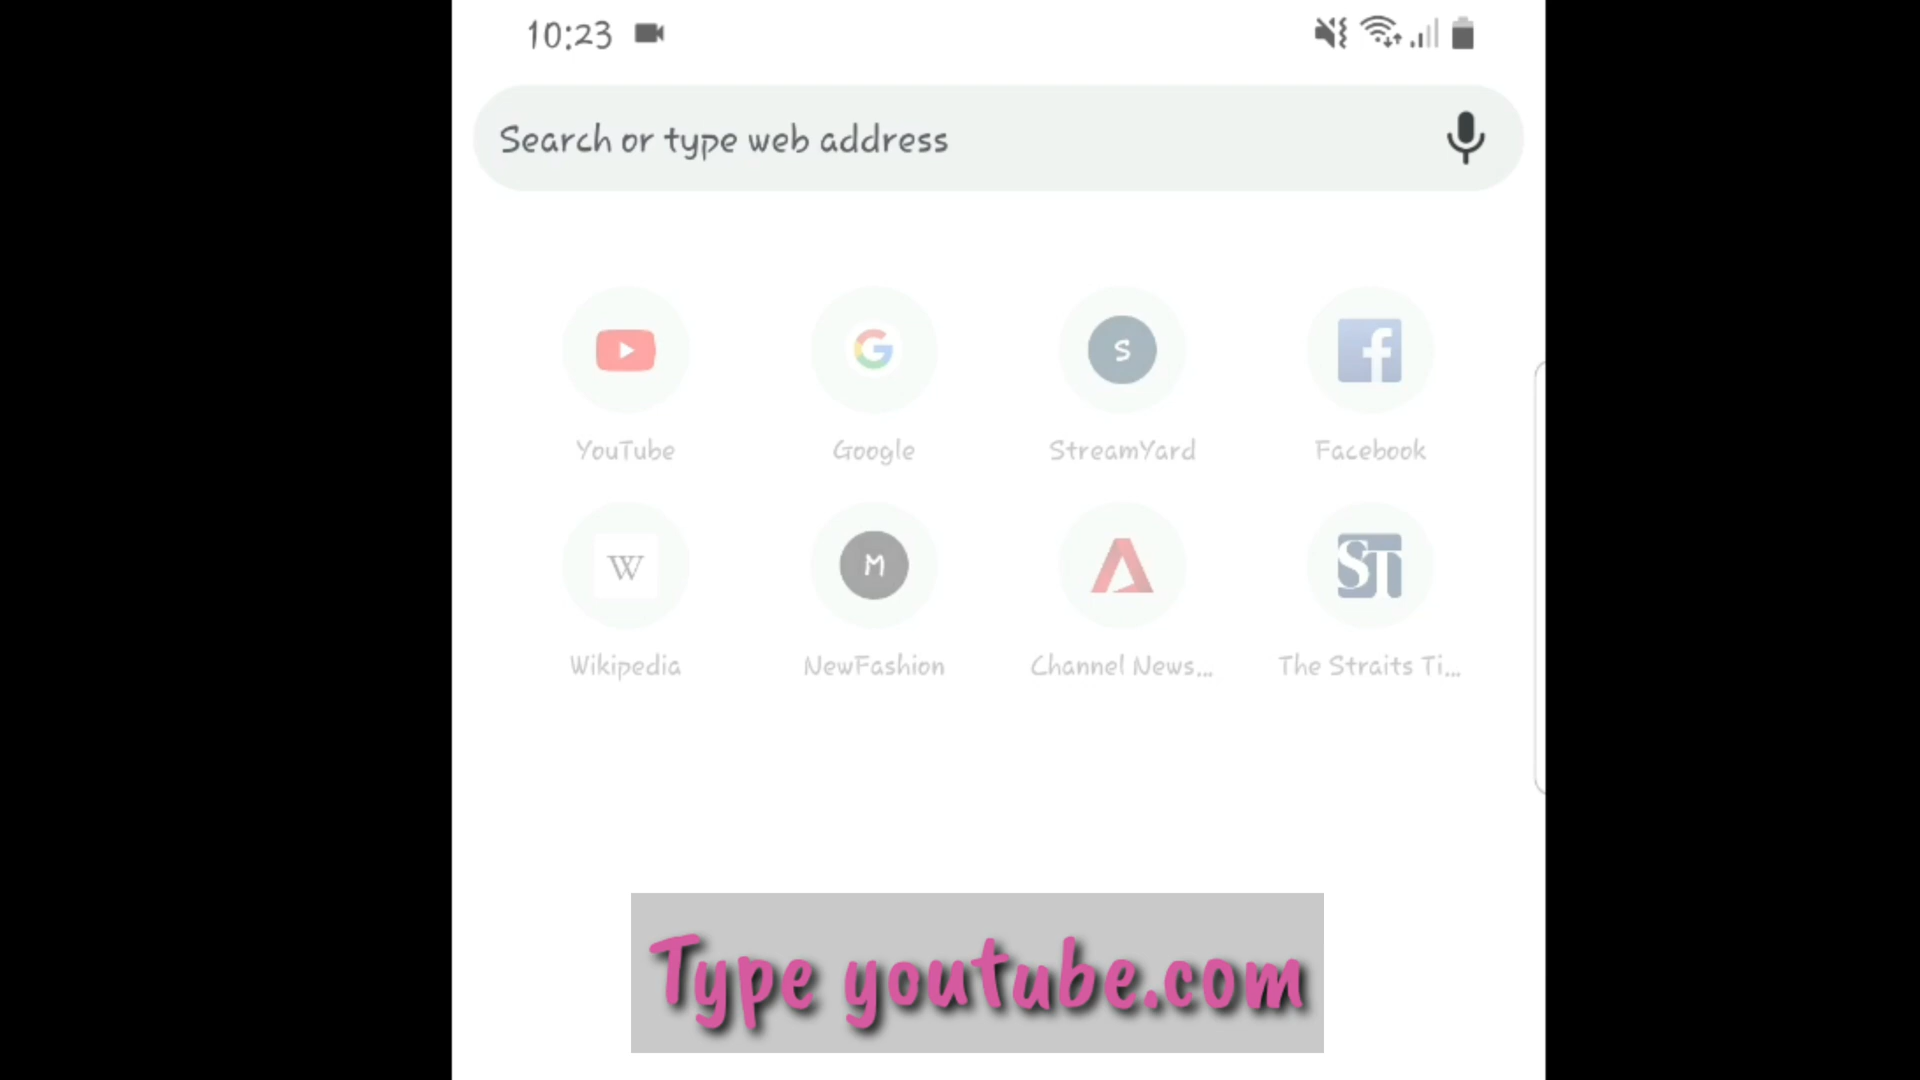 10:23
Search or type web address
S
YouTube
Google
StreamYard
Facebook
W
M
ST
Wikipedia
NewFashion
Channel News...
The Straits Ti...
Type youtube.com